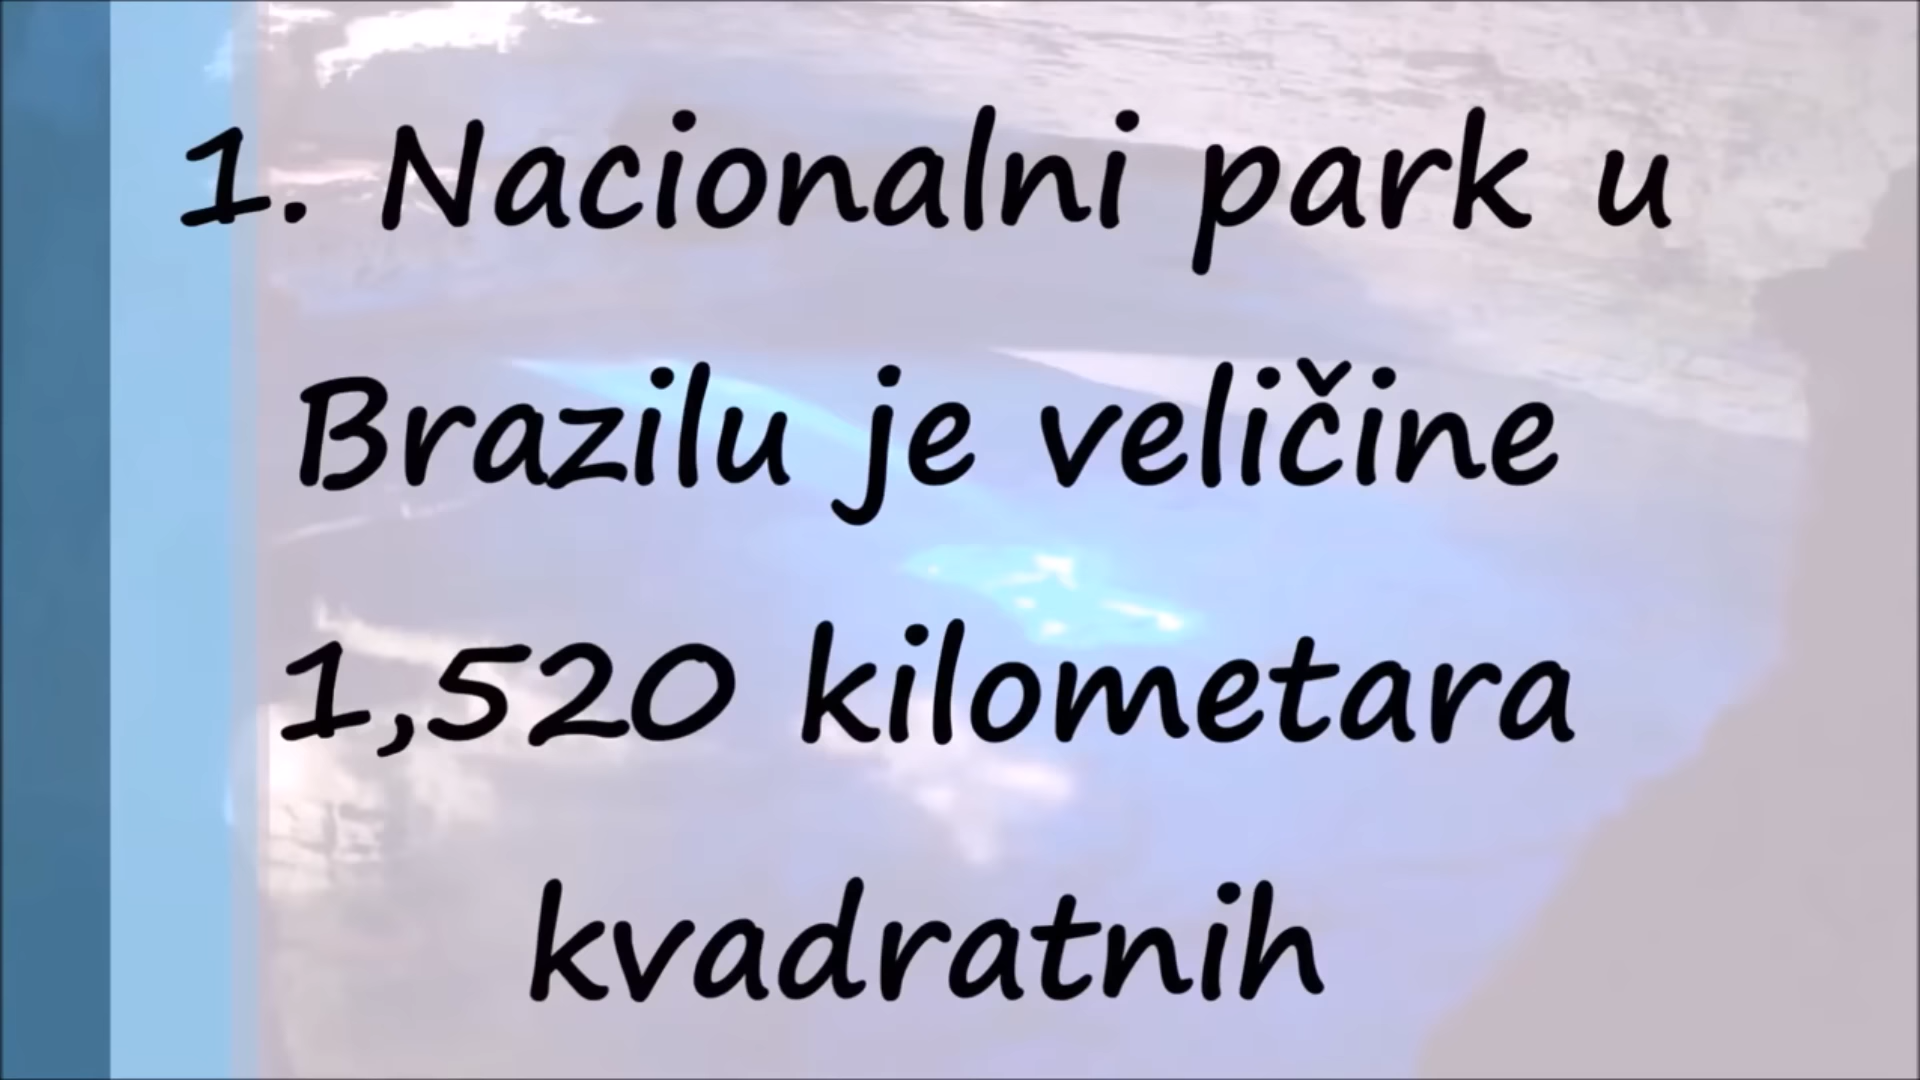 1. Nacionalni park u
Brazilu je veličine
1,520 kilometara
kvadratnih